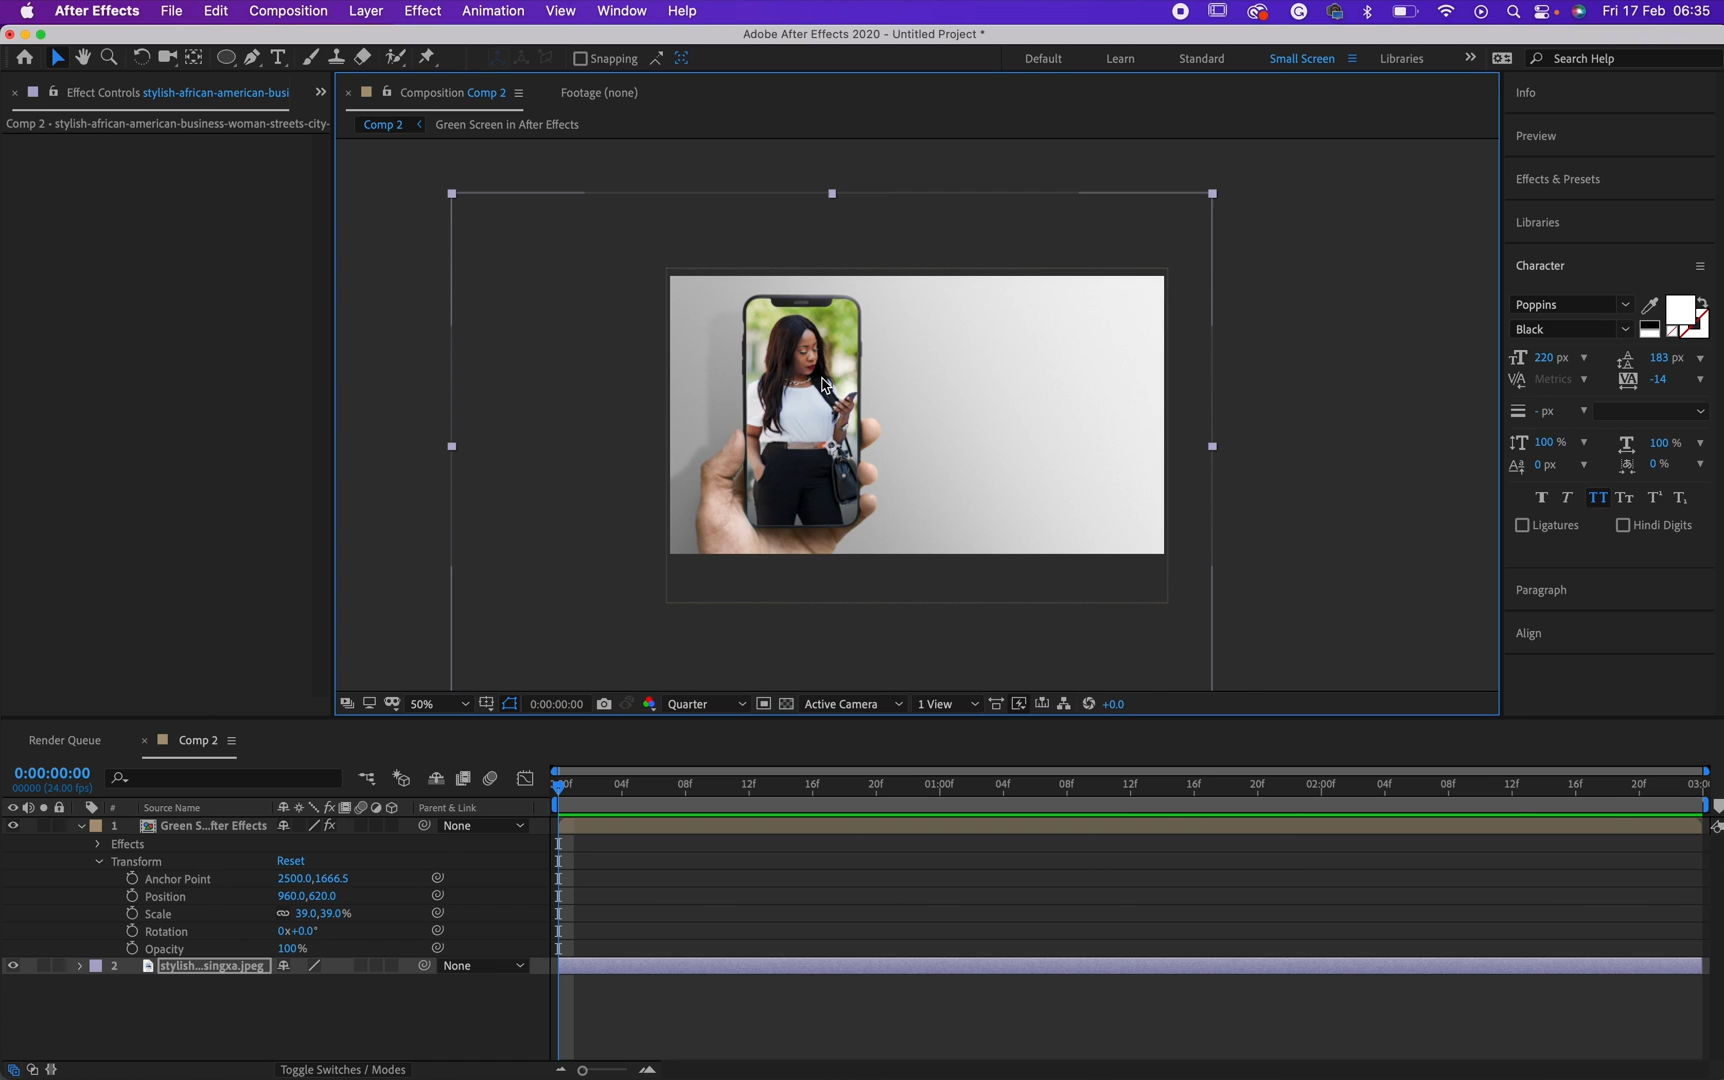 After Effects File Edit Composition Layer Effect Animation View Window Help Fri 17 Feb 06:35
Adobe After Effects 2020 - Untitled Project *
Snapping Default Learn Standard Small Screen Libraries Search Help
Effect Controls stylish-african-american-busi
Composition Comp 2
Footage (none)
Comp 2 • stylish-african-american-business-woman-streets-city-
Comp 2
Green Screen in After Effects
Info
Preview
Effects & Presets
Libraries
Character
Poppins
Black
220 px 183 px
Metrics -14
- px
100 % 100 %
0 px 0 %
T T TT Tt T¹ T₁
Ligatures Hindi Digits
Paragraph
Align
50% 0:00:00:00 Quarter Active Camera 1 View +0.0
Render Queue
Comp 2
0:00:00:00
00000 (24.00 fps)
04f 08f 12f 16f 20f 01:00f 04f 08f 12f 16f 20f 02:00f 04f 08f 12f 16f 20f
# Source Name Parent & Link
1 Green S...fter Effects None
Effects
Transform Reset
Anchor Point 2500.0,1666.5
Position 960.0,620.0
Scale 39.0,39.0%
Rotation 0x+0.0°
Opacity 100%
2 stylish...singxa.jpeg None
Toggle Switches / Modes